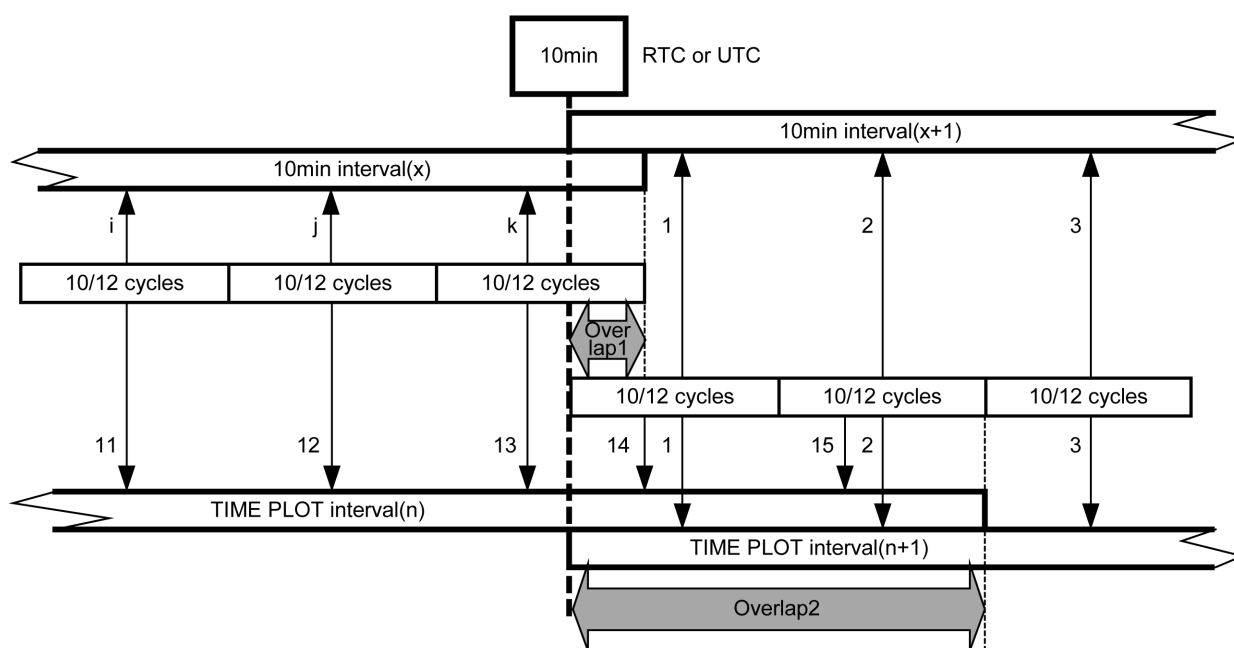 10min RTC or UTC
10min interval(x+1)
10min interval(x)
i j k 1 2 3
10/12 cycles 10/12 cycles 10/12 cycles
Over
lap1
10/12 cycles 10/12 cycles 10/12 cycles
11 12 13 14 1 15 2 3
TIME PLOT interval(n)
TIME PLOT interval(n+1)
Overlap2